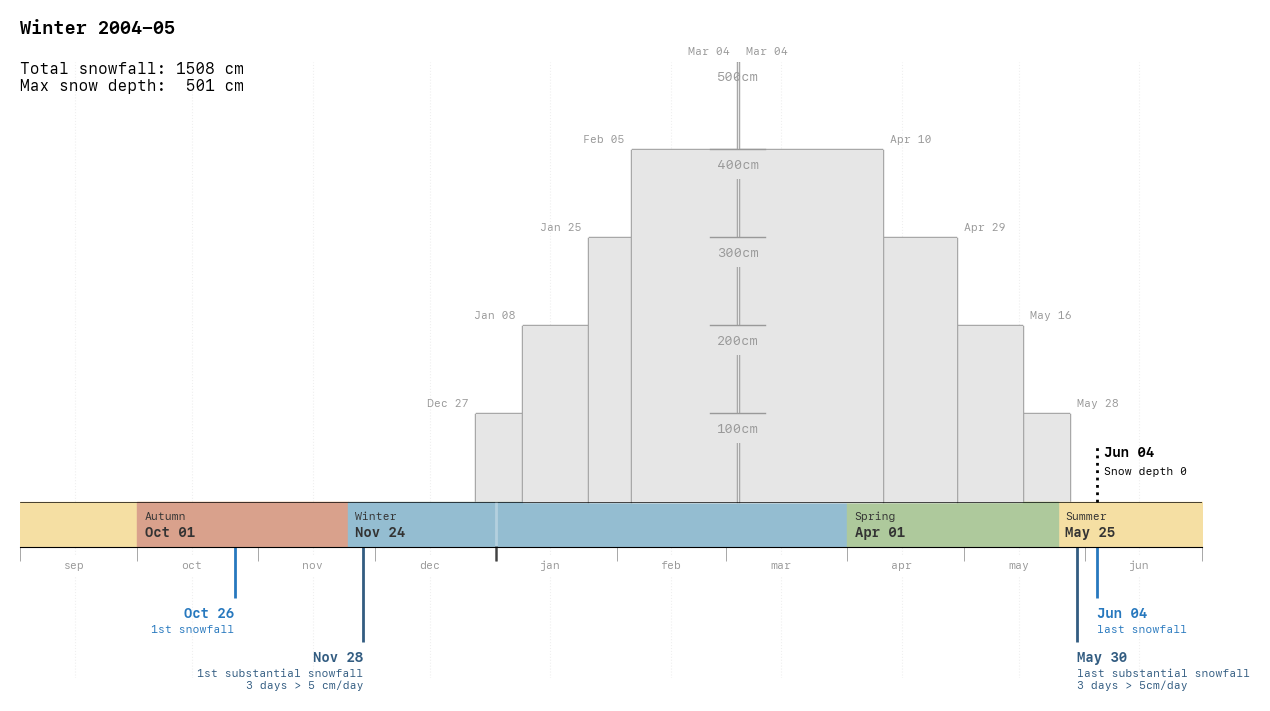 Winter 2004–05
Total snowfall: 1508 cm
Max snow depth:  501 cm
Mar 04 Mar 04
500cm
Feb 05
Apr 10
400cm
Jan 25
Apr 29
300cm
Jan 08
May 16
200cm
Dec 27
May 28
100cm
Jun 04
Snow depth 0
Autumn
Oct 01
Winter
Nov 24
Spring
Apr 01
Summer
May 25
sep oct nov dec jan feb mar apr may jun
Oct 26
1st snowfall
Nov 28
1st substantial snowfall
3 days > 5 cm/day
Jun 04
last snowfall
May 30
last substantial snowfall
3 days > 5cm/day